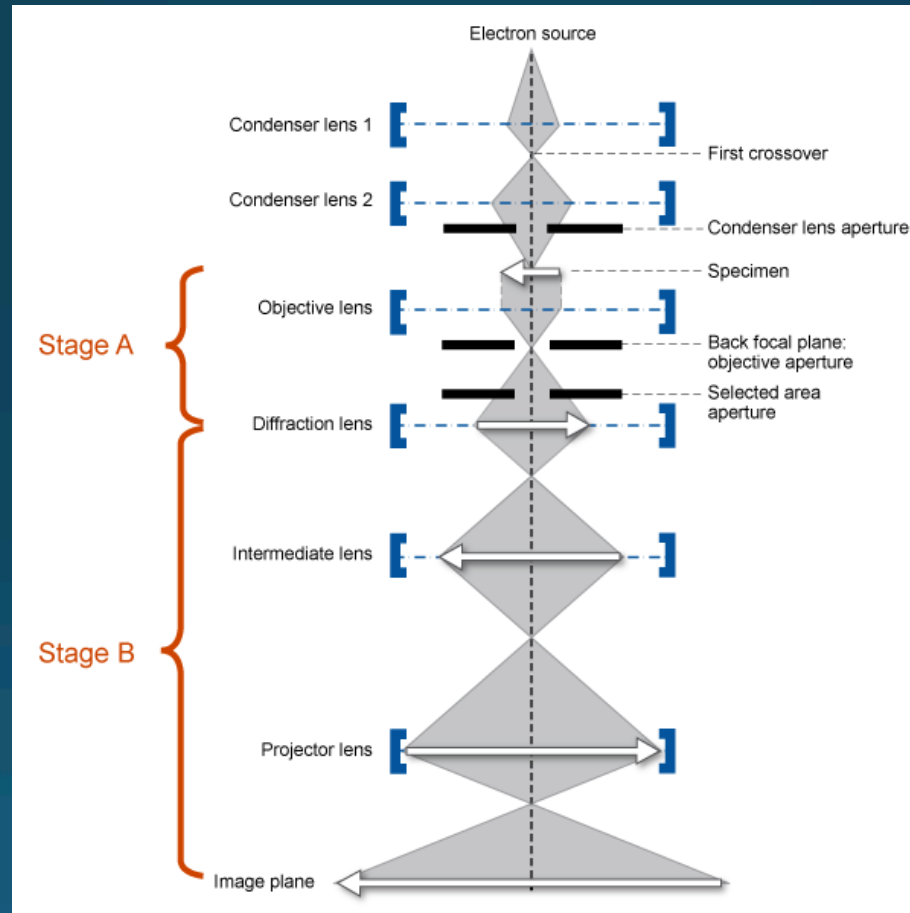 Electron source
Condenser lens 1
First crossover
Condenser lens 2
Condenser lens aperture
Specimen
Objective lens
Stage A
Back focal plane:
objective aperture
Selected area
aperture
Diffraction lens
Intermediate lens
Stage B
Projector lens
Image plane